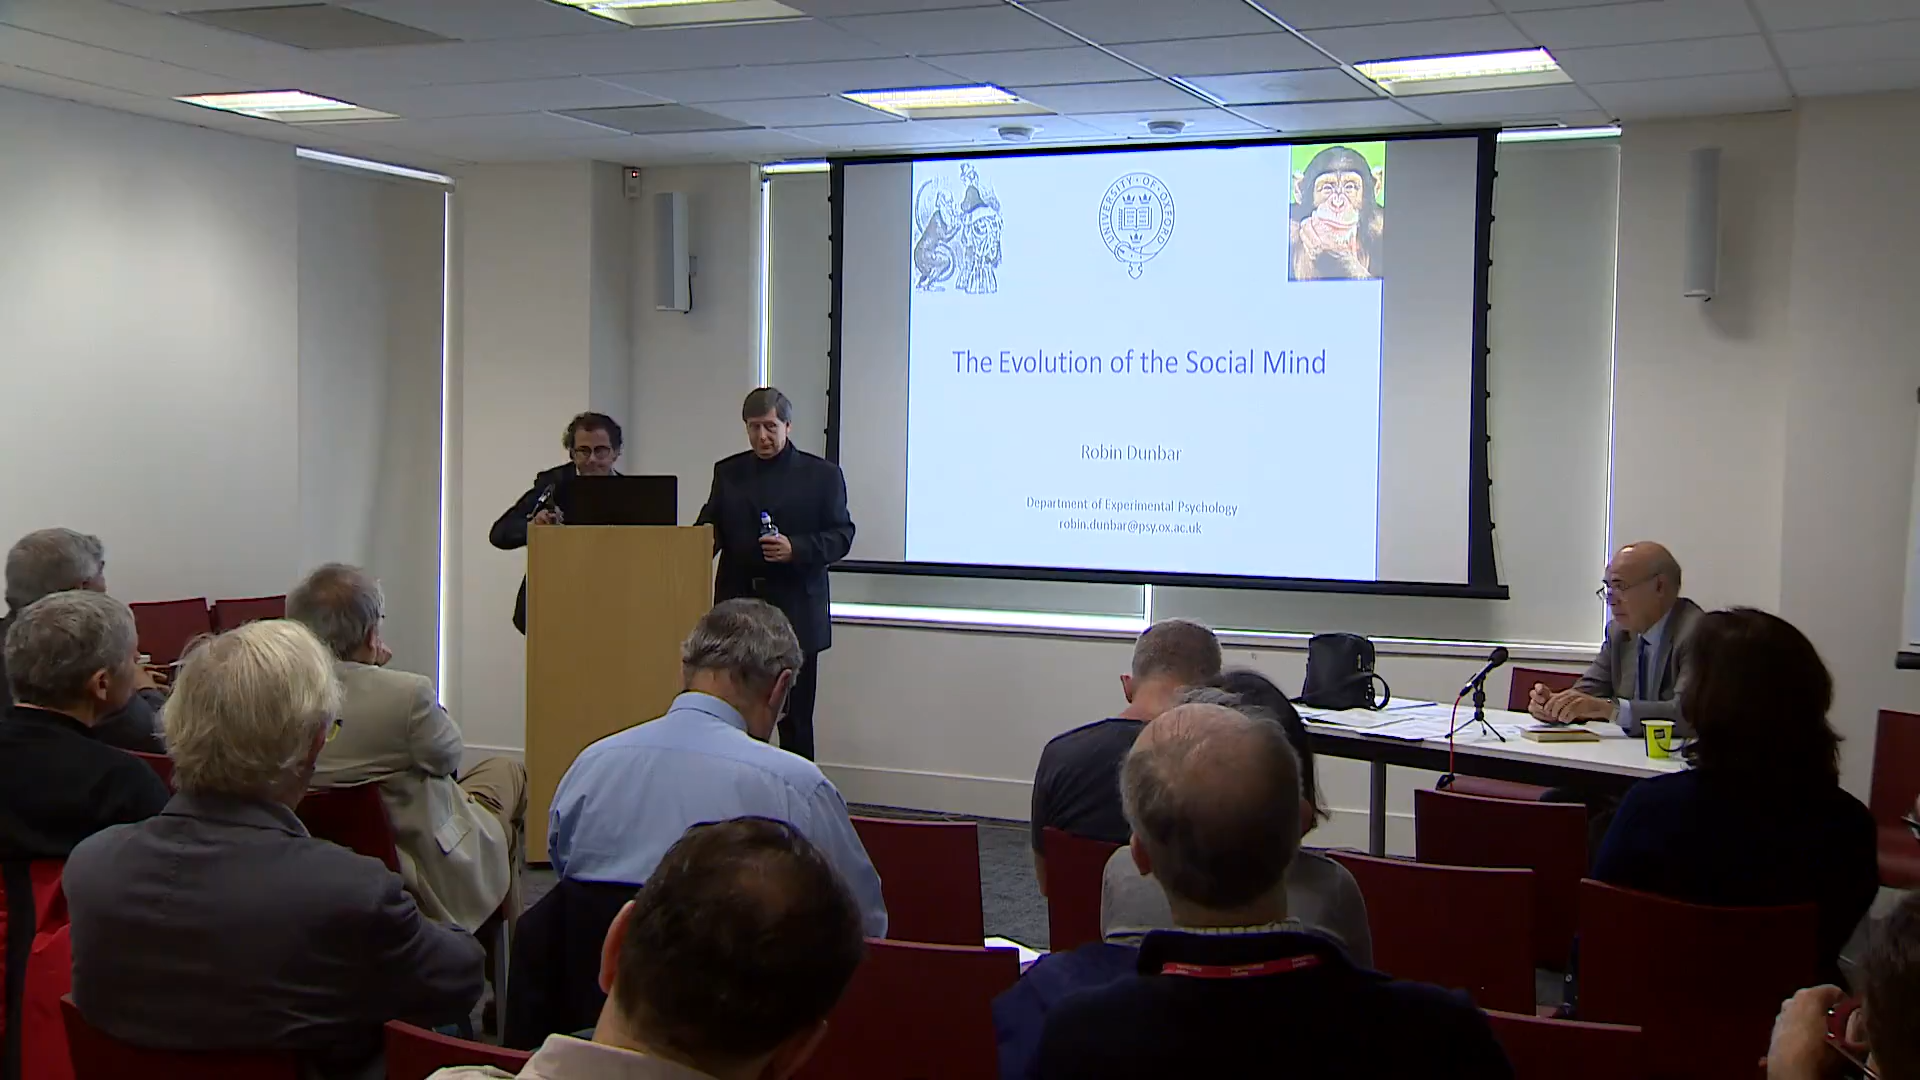 UNIVERSITY OF OXFORD
The Evolution of the Social Mind
Robin Dunbar
Department of Experimental Psychology
robin.dunbar@psy.ox.ac.uk